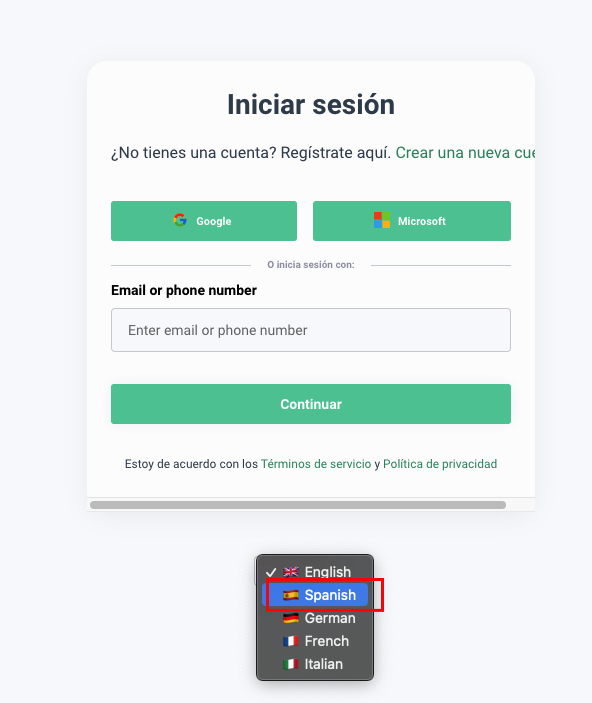 Iniciar sesión
¿No tienes una cuenta? Regístrate aquí. Crear una nueva
Google
Microsoft
O inicia sesión con:
Email or phone number
Enter email or phone number
Continuar
Estoy de acuerdo con los Términos de servicio y Política de privacidad
✓ English
Spanish
German
French
Italian